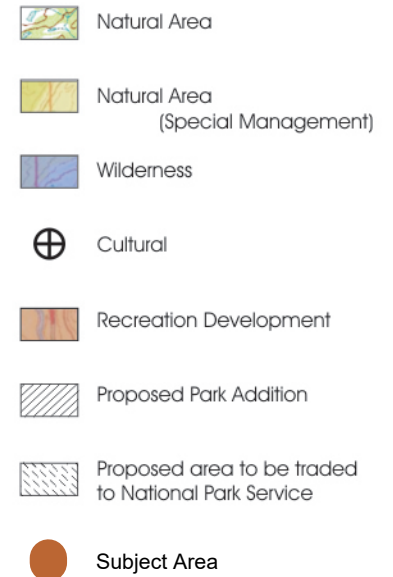 Natural Area
Natural Area
(Special Management)
Wilderness
Cultural
Recreation Development
Proposed Park Addition
Proposed area to be traded
to National Park Service
Subject Area